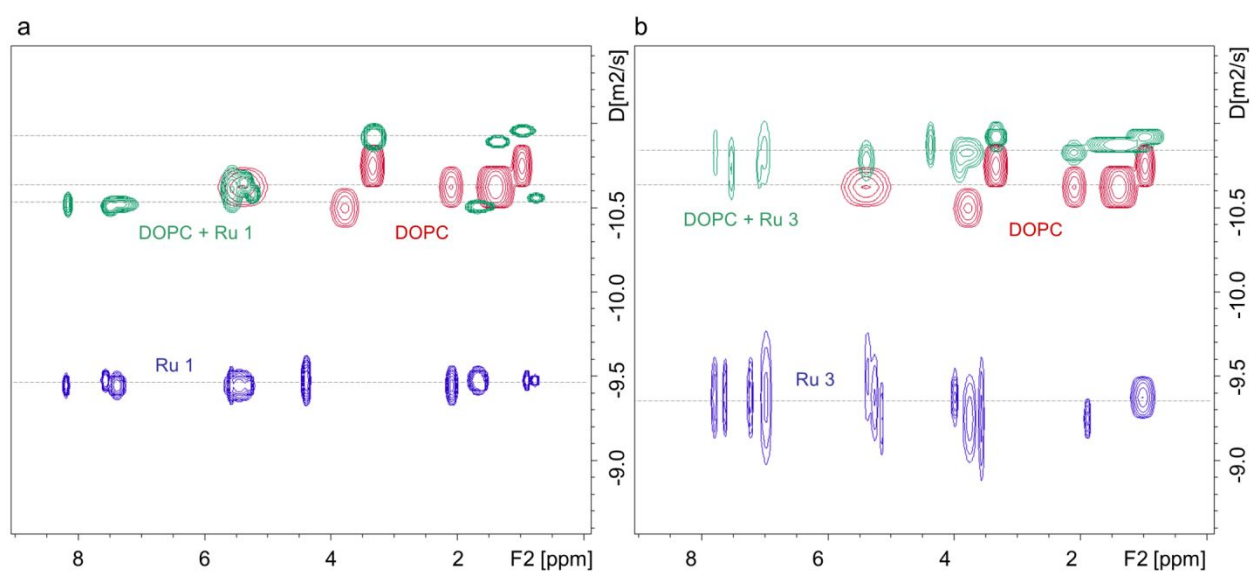 a
DOPC + Ru 1
DOPC
Ru 1
D[m2/s]
-10.5
-10.0
-9.5
-9.0
8
6
4
2
F2 [ppm]
b
DOPC + Ru 3
DOPC
Ru 3
D[m2/s]
-10.5
-10.0
-9.5
-9.0
8
6
4
2
F2 [ppm]